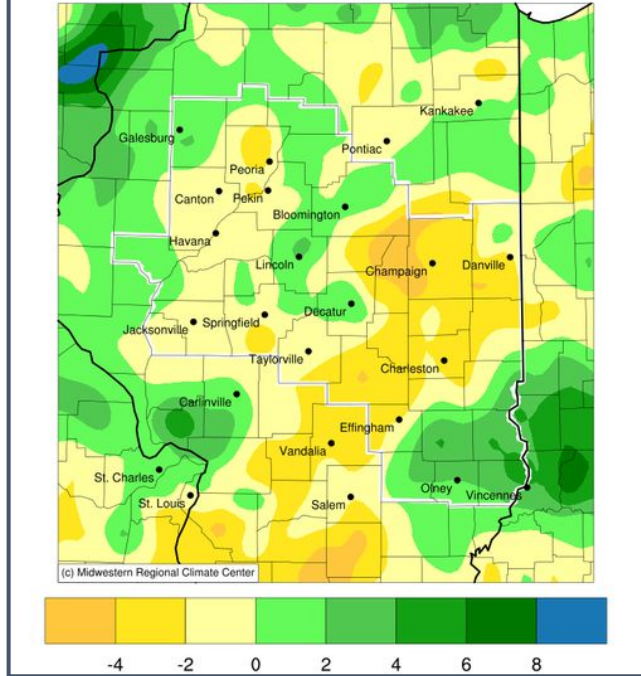 Kankakee
Galesburg
Pontiac
Peoria
Canton
Pekin
Bloomington
Havana
Lincoln
Champaign
Danville
Decatur
Jacksonville
Springfield
Taylorville
Charleston
Carlinville
Effingham
Vandalia
St. Charles
Olney
Vincennes
St. Louis
Salem
(c) Midwestern Regional Climate Center
-4 -2 0 2 4 6 8